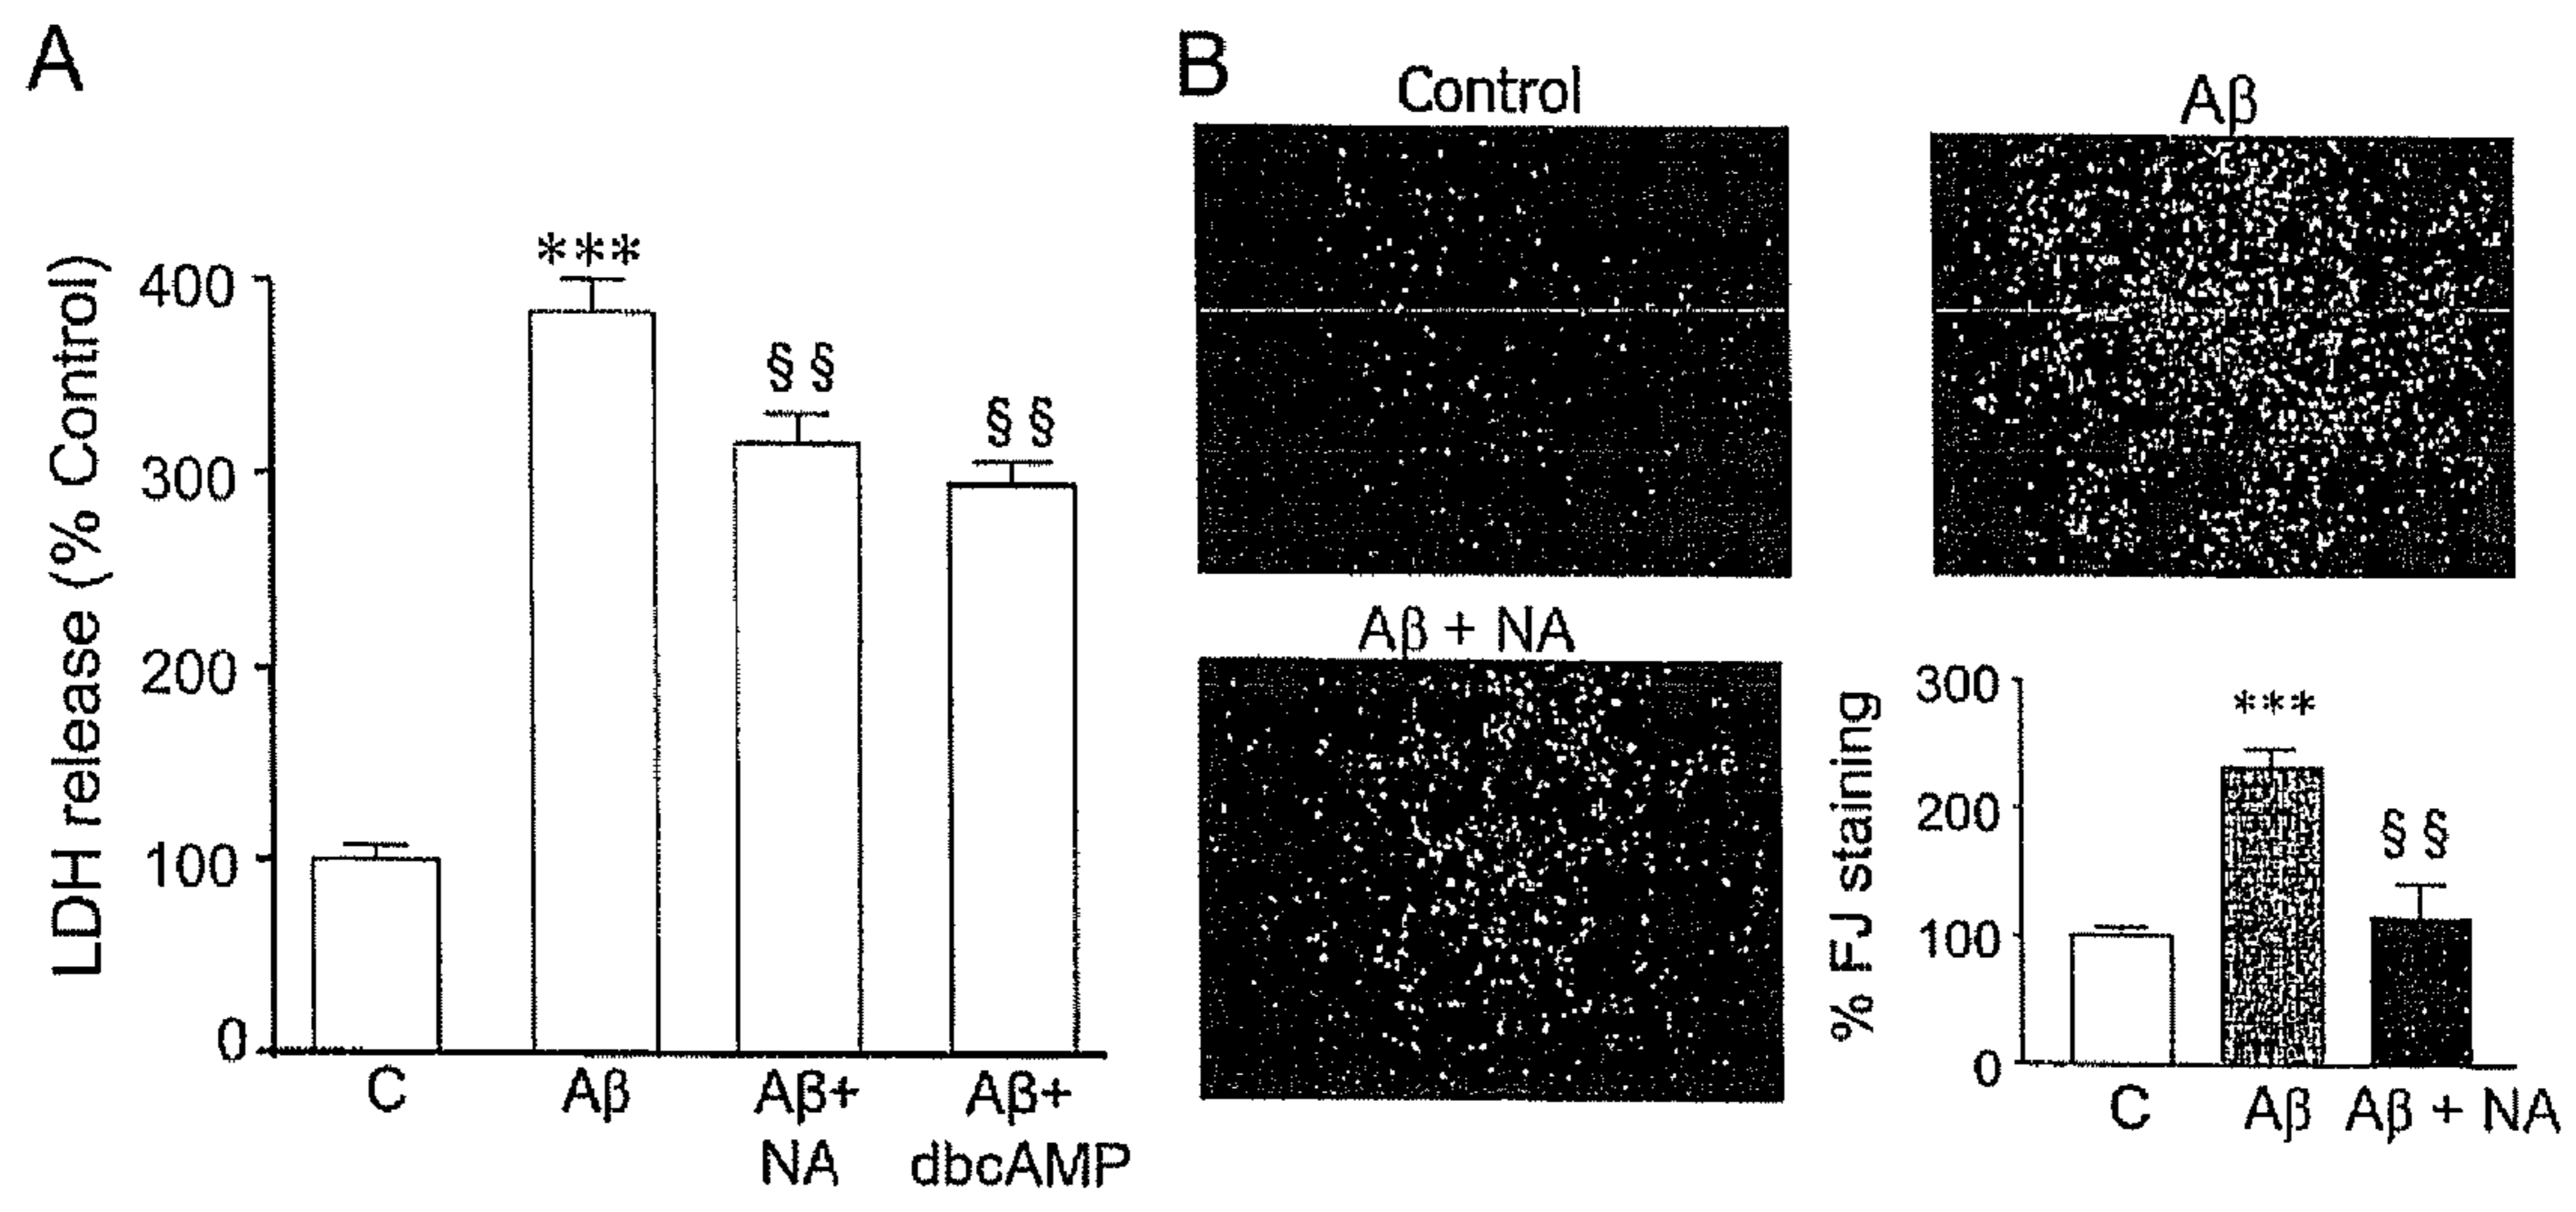 A
LDH release (% Control)
400
300
200
100
0
***
§ §
§ §
C
Aβ
Aβ+
NA
Aβ+
dbcAMP
B
Control
Aβ
Aβ + NA
% FJ staining
300
200
100
0
***
§ §
C
Aβ
Aβ + NA